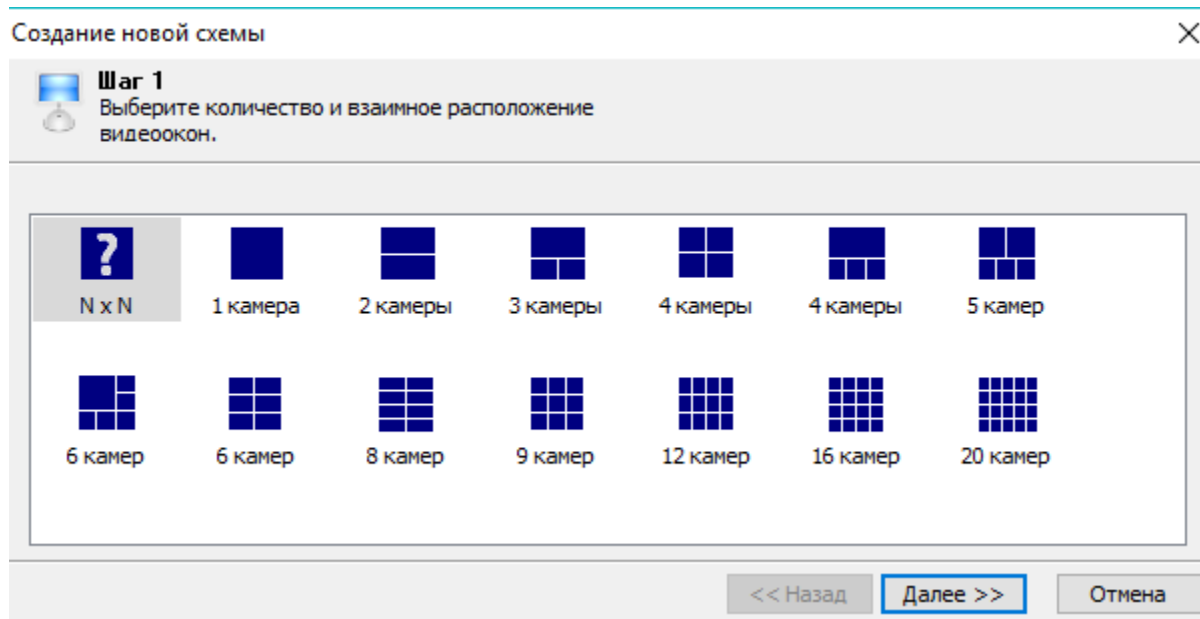 Создание новой схемы
Шаг 1
Выберите количество и взаимное расположение
видеоокон.
?
N x N 1 камера 2 камеры 3 камеры 4 камеры 4 камеры 5 камер
6 камер 6 камер 8 камер 9 камер 12 камер 16 камер 20 камер
<< Назад Далее >> Отмена